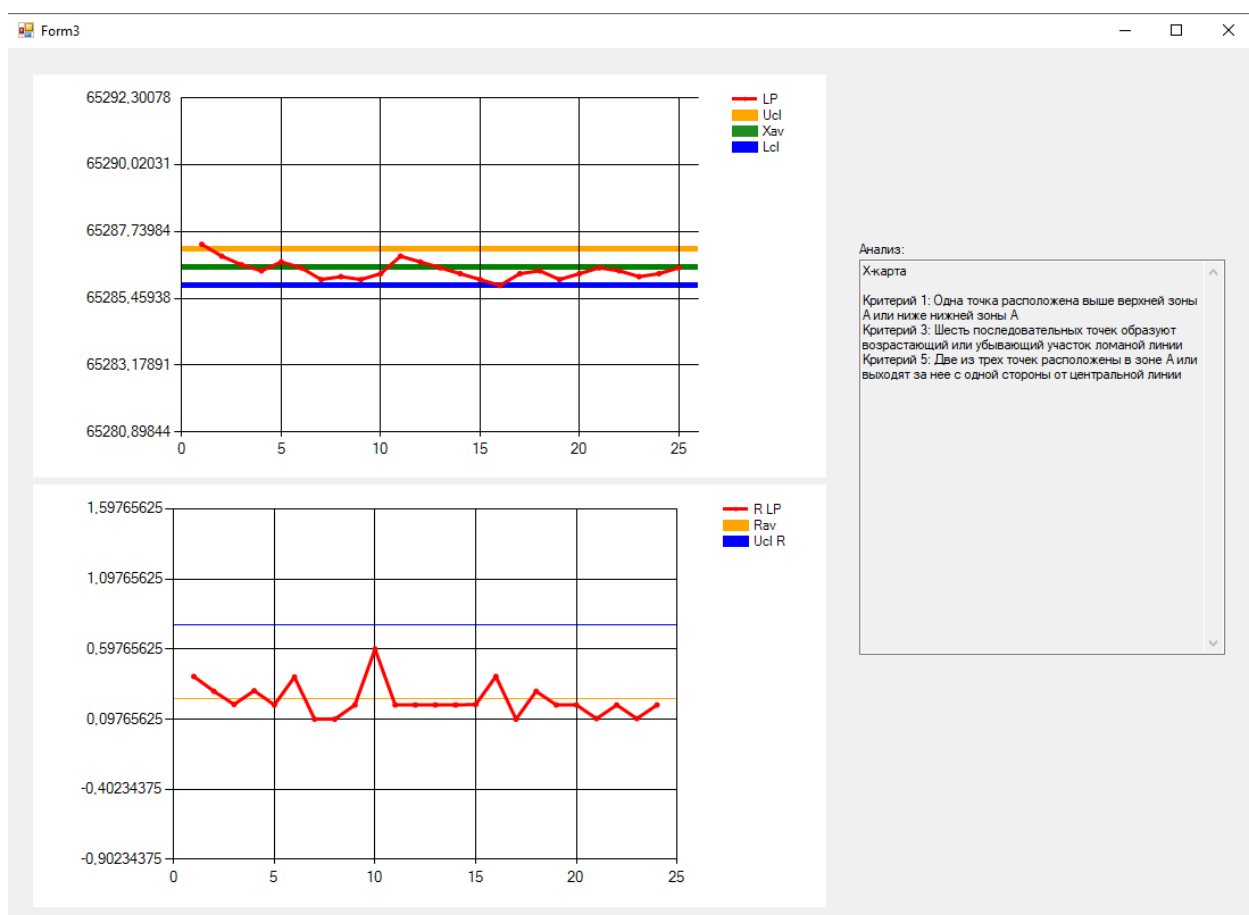 Form3
65292,30078
65290,02031
65287,73984
65285,45938
65283,17891
65280,89844
0 5 10 15 20 25
LP
Ucl
Xav
Lcl
Анализ:
Х-карта
Критерий 1: Одна точка расположена выше верхней зоны
А или ниже нижней зоны А
Критерий 3: Шесть последовательных точек образуют
возрастающий или убывающий участок ломаной линии
Критерий 5: Две из трех точек расположены в зоне А или
выходят за нее с одной стороны от центральной линии
1,59765625
1,09765625
0,59765625
0,09765625
-0,40234375
-0,90234375
0 5 10 15 20 25
R LP
Rav
Ucl R